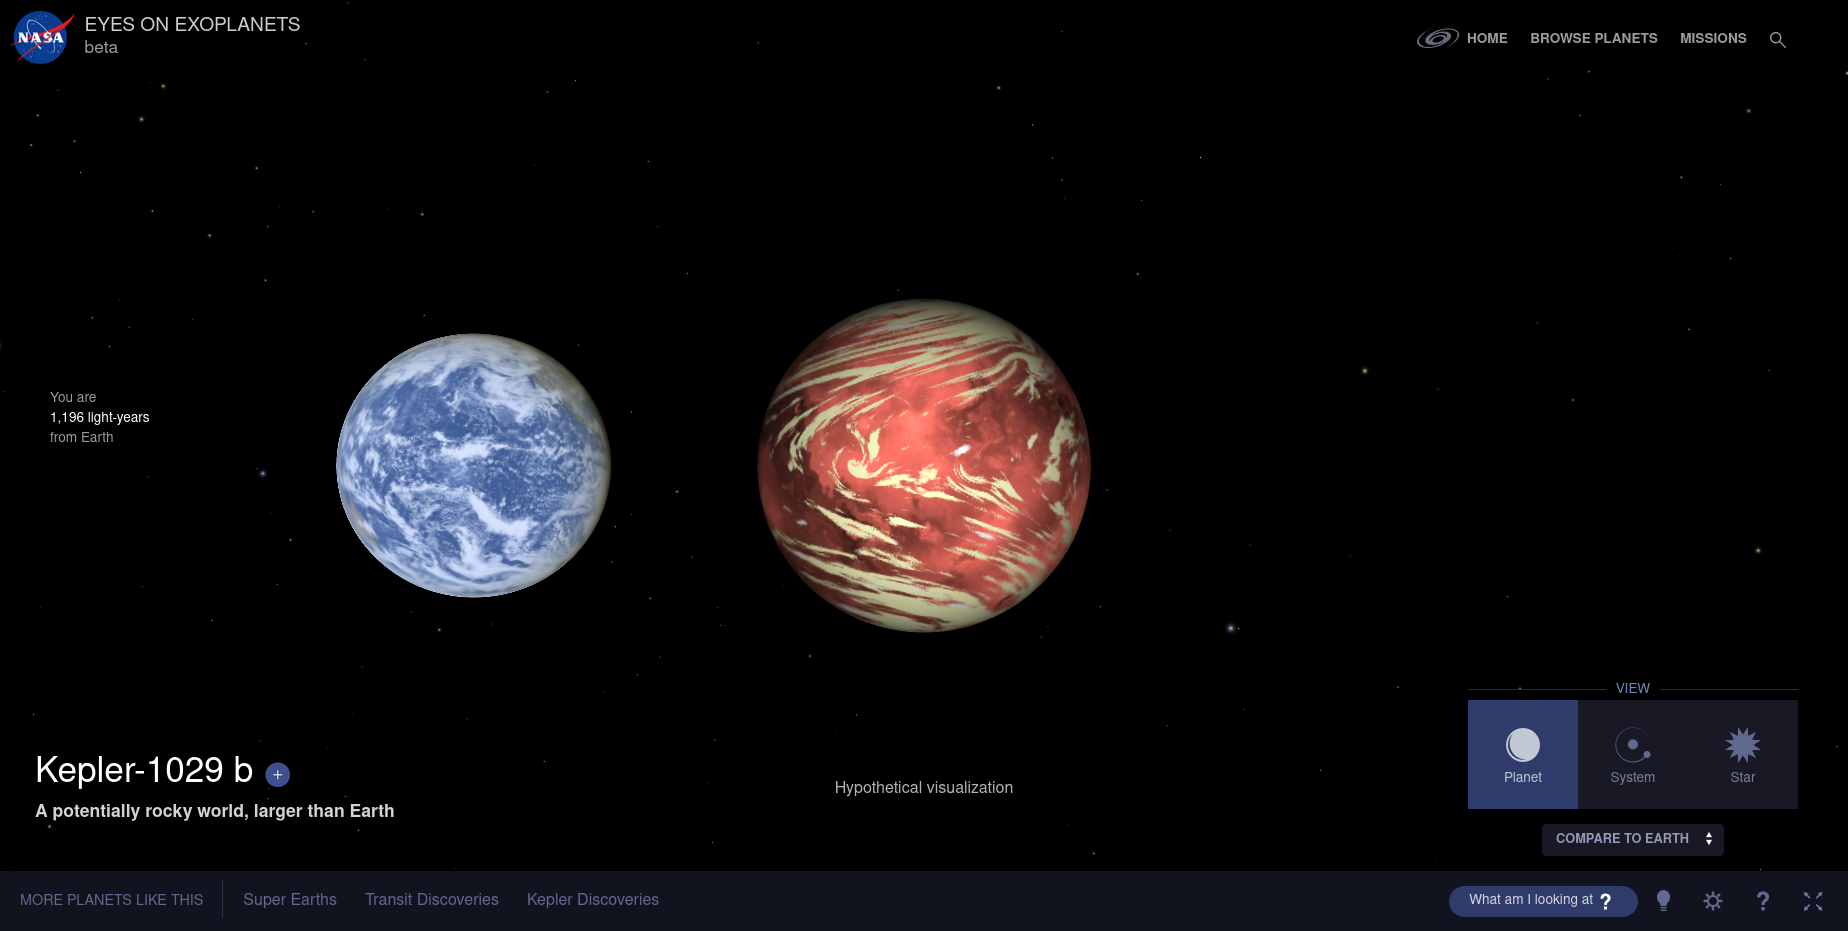 NASA
EYES ON EXOPLANETS
beta
HOME
BROWSE PLANETS
MISSIONS
You are
1,196 light-years
from Earth
Kepler-1029 b +
A potentially rocky world, larger than Earth
Hypothetical visualization
VIEW
Planet
System
Star
COMPARE TO EARTH
MORE PLANETS LIKE THIS
Super Earths
Transit Discoveries
Kepler Discoveries
What am I looking at ?
?